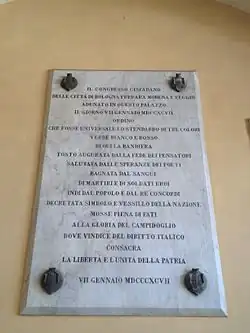 IL CONGRESSO CISPADANO
DELLE CITTÀ DI BOLOGNA FERRARA MODENA E REGGIO
ADUNATO IN QUESTO PALAZZO
IL GIORNO VII GENNAIO MDCCXCVII
ORDINÒ
CHE FOSSE UNIVERSALE LO STENDARDO DI TRE COLORI
VERDE BIANCO E ROSSO
QUELLA BANDIERA
TOSTO AUGURATA DALLA FEDE DEI PENSATORI
SALUTATA DALLE SPERANZE DEI POETI
BAGNATA DAL SANGUE
DI MARTIRI E DI SOLDATI EROI
INDI DAL POPOLO E DAL RE CONCORDI
DECRETATA SIMBOLO E VESSILLO DELLA NAZIONE
MOSSE PIENA DI FATI
ALLA GLORIA DEL CAMPIDOGLIO
DOVE VINDICE DEL DIRITTO ITALICO
CONSACRA
LA LIBERTÀ E L'UNITÀ DELLA PATRIA
VII GENNAIO MDCCCXCVII